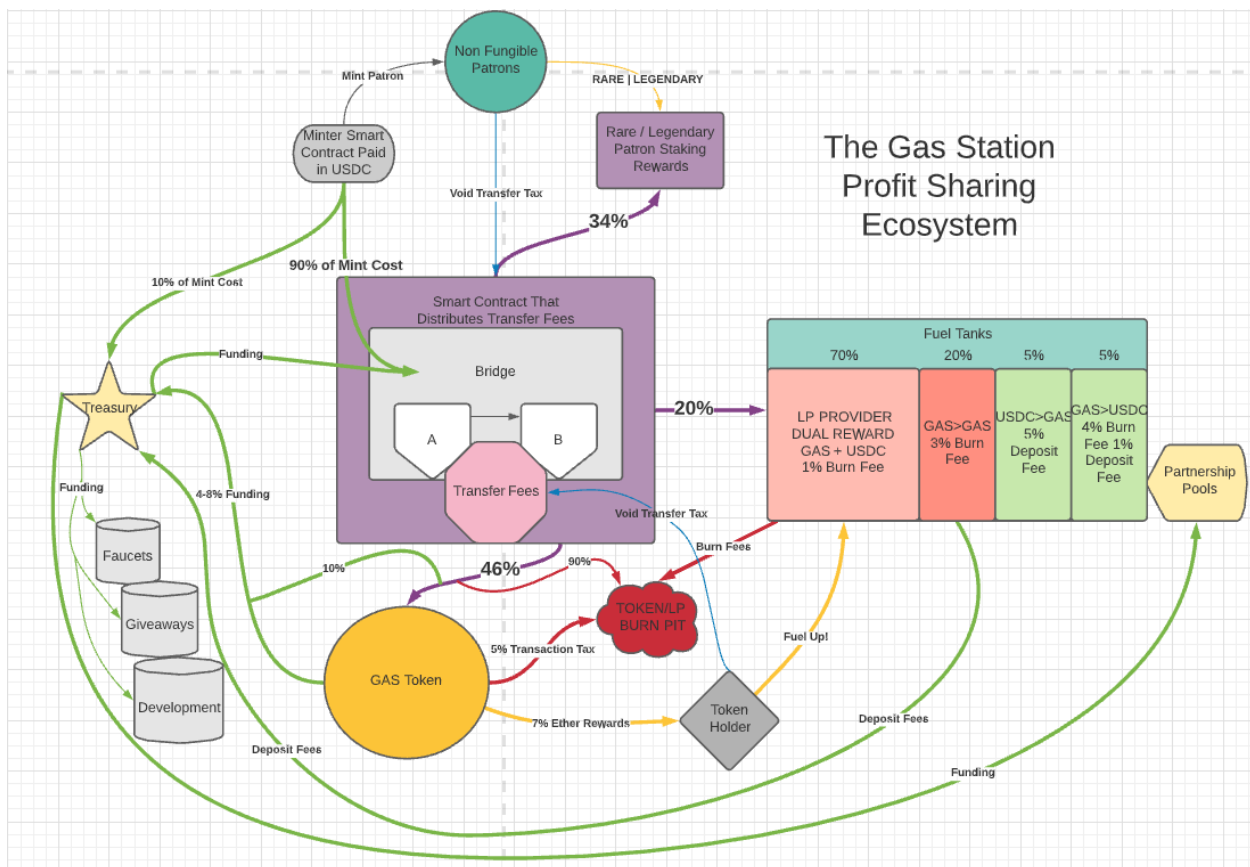 Non Fungible
Patrons
Mint Patron
RARE | LEGENDARY
Minter Smart
Contract Paid
in USDC
Rare / Legendary
Patron Staking
Rewards
The Gas Station
Profit Sharing
Ecosystem
Void Transfer Tax
34%
90% of Mint Cost
10% of Mint Cost
Smart Contract That
Distributes Transfer Fees
Funding
Bridge
A
B
Transfer Fees
20%
Fuel Tanks
70%
20%
5%
5%
LP PROVIDER
DUAL REWARD
GAS + USDC
1% Burn Fee
GAS>GAS
3% Burn
Fee
USDC>GAS
5%
Deposit
Fee
GAS>USDC
4% Burn
Fee 1%
Deposit
Fee
Partnership
Pools
Treasury
Funding
4-8% Funding
Void Transfer Tax
Burn Fees
Faucets
Giveaways
Development
10%
46%
90%
TOKEN/LP
BURN PIT
5% Transaction Tax
GAS Token
7% Ether Rewards
Token
Holder
Fuel Up!
Deposit Fees
Deposit Fees
Funding